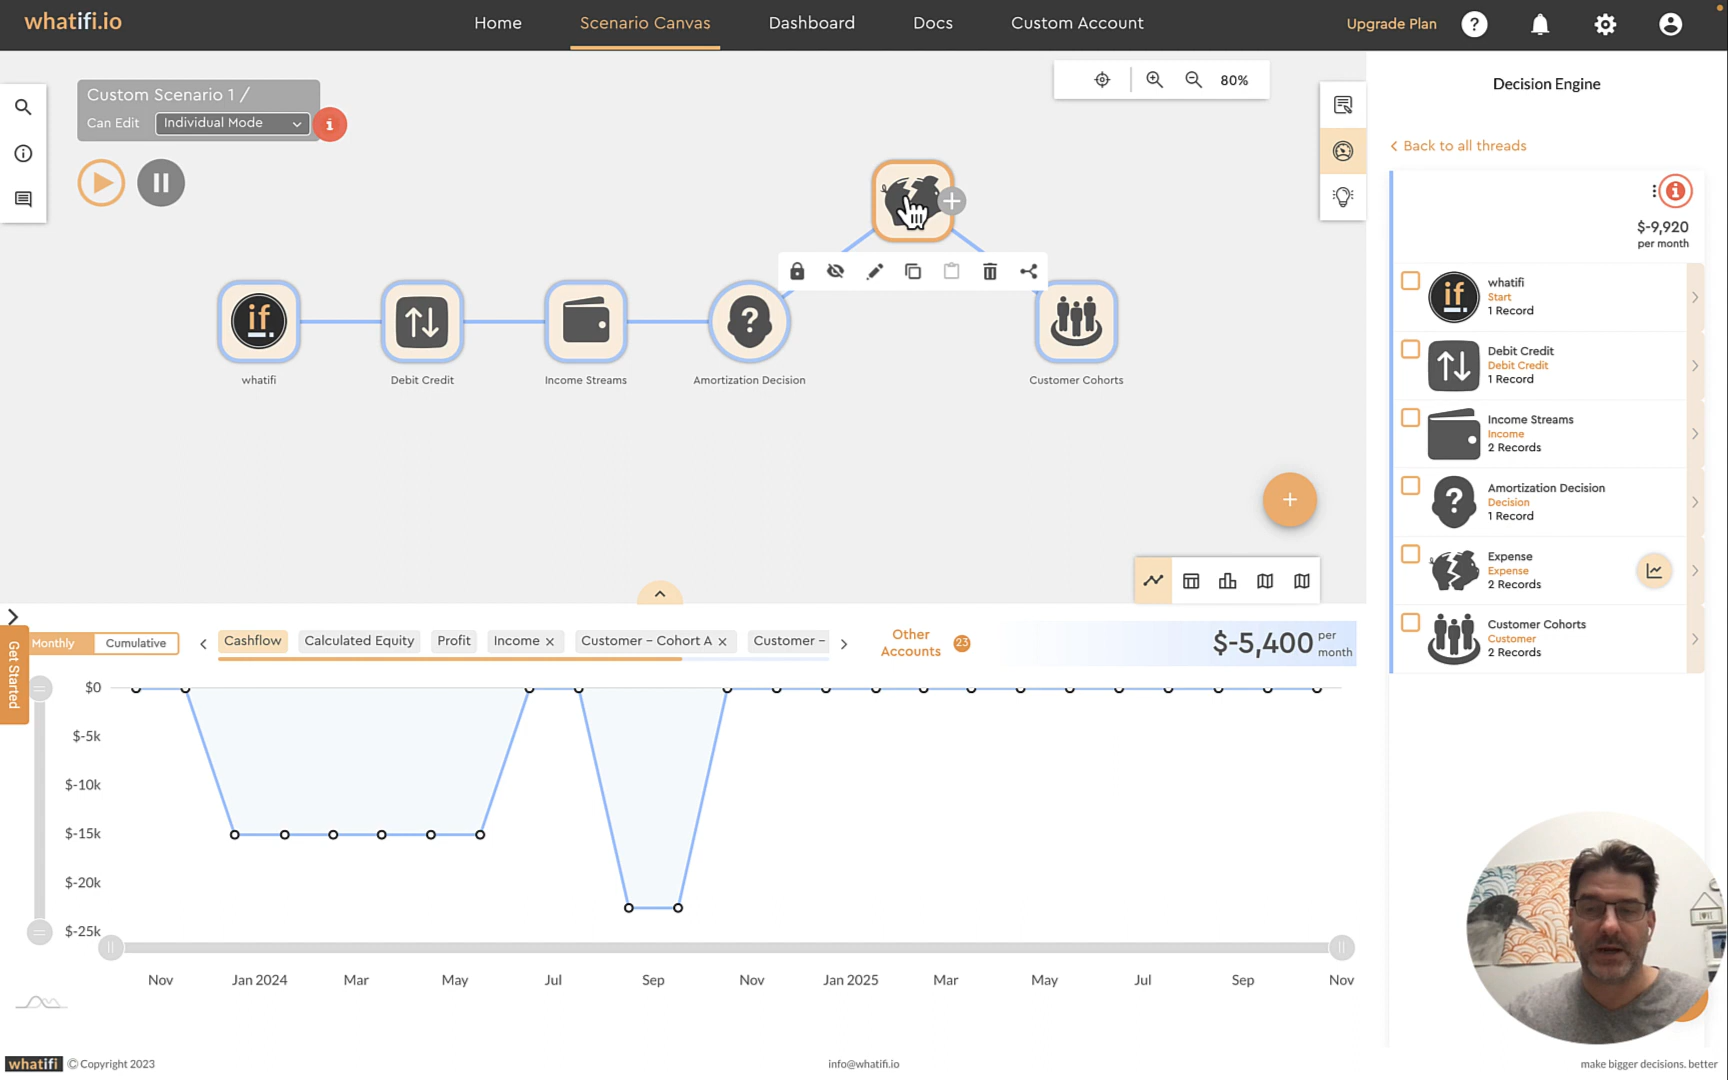 whatifi.io
Home
Scenario Canvas
Dashboard
Docs
Custom Account
Upgrade Plan
?
Custom Scenario 1 /
Can Edit
Individual Mode
i
80%
Decision Engine
Back to all threads
$-9,920
per month
whatifi
Start
1 Record
Debit Credit
Debit Credit
1 Record
Income Streams
Income
2 Records
Amortization Decision
Decision
1 Record
Expense
Expense
2 Records
Customer Cohorts
Customer
2 Records
if
whatifi
Debit Credit
Income Streams
?
Amortization Decision
Customer Cohorts
Get Started
Monthly
Cumulative
Cashflow
Calculated Equity
Profit
Income
Customer – Cohort A
Customer –
Other
Accounts
23
$-5,400 per
month
$0
$-5k
$-10k
$-15k
$-20k
$-25k
Nov
Jan 2024
Mar
May
Jul
Sep
Nov
Jan 2025
Mar
May
Jul
Sep
Nov
whatifi © Copyright 2023
info@whatifi.io
make bigger decisions. better